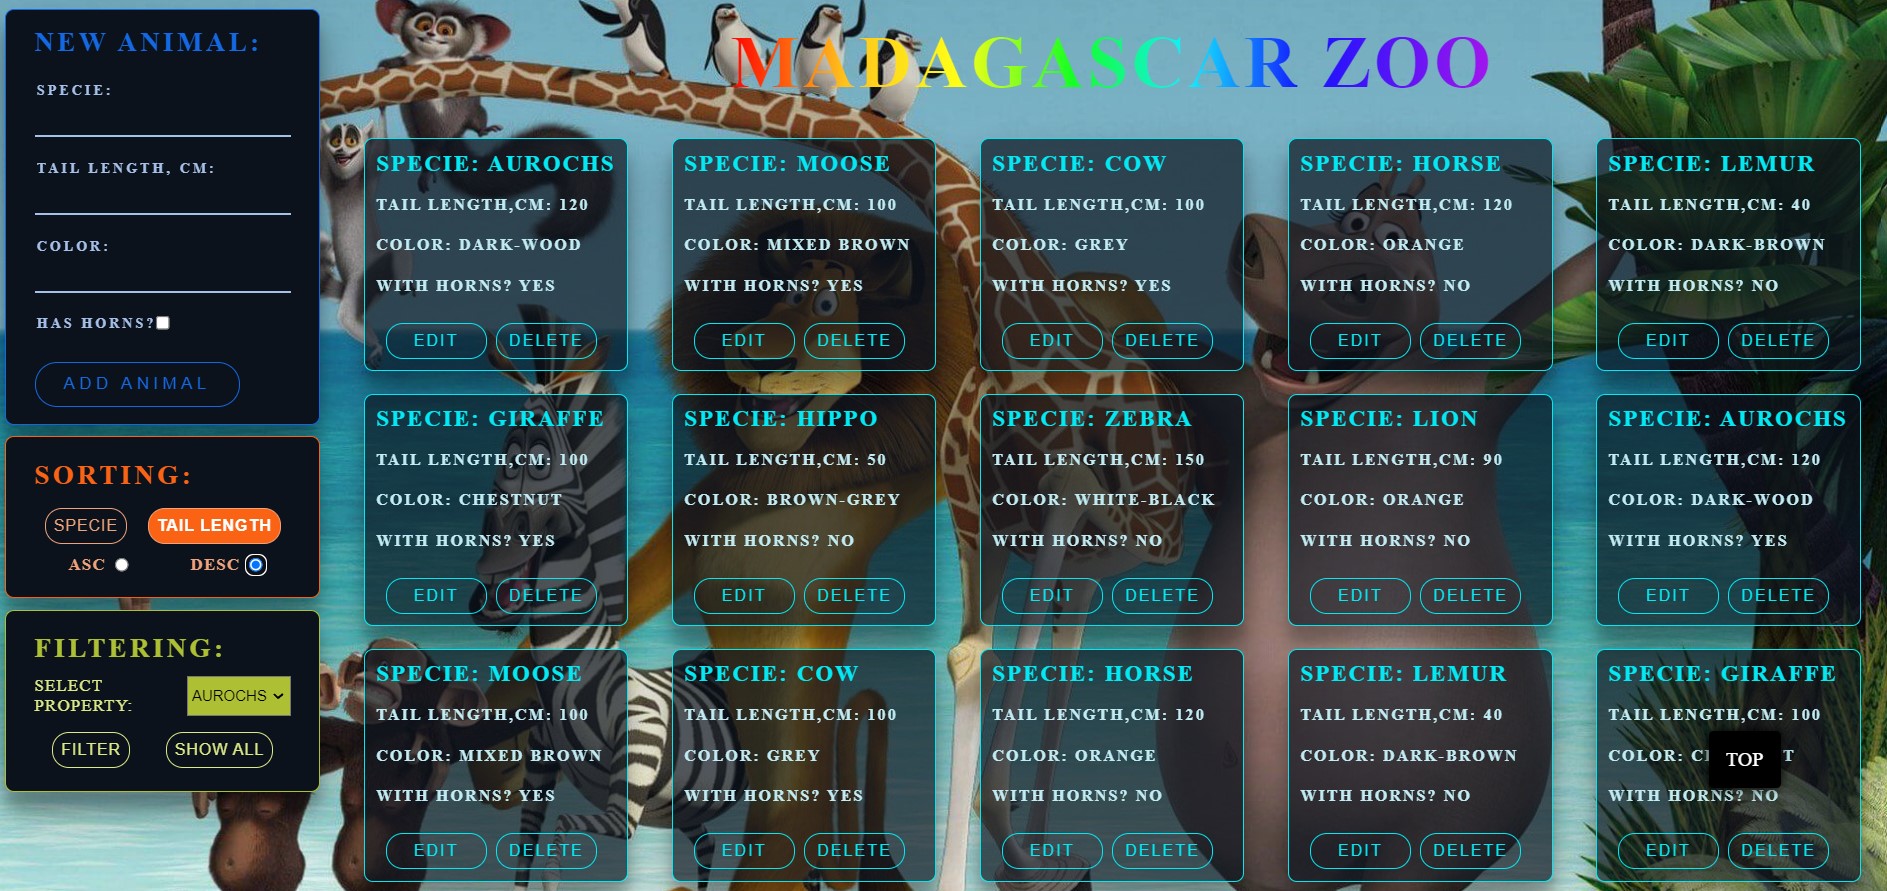 NEW ANIMAL:
SPECIE:
TAIL LENGTH, CM:
COLOR:
HAS HORNS?
ADD ANIMAL
SORTING:
SPECIE TAIL LENGTH
ASC DESC
FILTERING:
SELECT
PROPERTY:
AUROCHS
FILTER SHOW ALL
MADAGASCAR ZOO
SPECIE: AUROCHS
TAIL LENGTH,CM: 120
COLOR: DARK-WOOD
WITH HORNS? YES
EDIT DELETE
SPECIE: MOOSE
TAIL LENGTH,CM: 100
COLOR: MIXED BROWN
WITH HORNS? YES
EDIT DELETE
SPECIE: COW
TAIL LENGTH,CM: 100
COLOR: GREY
WITH HORNS? YES
EDIT DELETE
SPECIE: HORSE
TAIL LENGTH,CM: 120
COLOR: ORANGE
WITH HORNS? NO
EDIT DELETE
SPECIE: LEMUR
TAIL LENGTH,CM: 40
COLOR: DARK-BROWN
WITH HORNS? NO
EDIT DELETE
SPECIE: GIRAFFE
TAIL LENGTH,CM: 100
COLOR: CHESTNUT
WITH HORNS? YES
EDIT DELETE
SPECIE: HIPPO
TAIL LENGTH,CM: 50
COLOR: BROWN-GREY
WITH HORNS? NO
EDIT DELETE
SPECIE: ZEBRA
TAIL LENGTH,CM: 150
COLOR: WHITE-BLACK
WITH HORNS? NO
EDIT DELETE
SPECIE: LION
TAIL LENGTH,CM: 90
COLOR: ORANGE
WITH HORNS? NO
EDIT DELETE
SPECIE: AUROCHS
TAIL LENGTH,CM: 120
COLOR: DARK-WOOD
WITH HORNS? YES
EDIT DELETE
SPECIE: MOOSE
TAIL LENGTH,CM: 100
COLOR: MIXED BROWN
WITH HORNS? YES
EDIT DELETE
SPECIE: COW
TAIL LENGTH,CM: 100
COLOR: GREY
WITH HORNS? YES
EDIT DELETE
SPECIE: HORSE
TAIL LENGTH,CM: 120
COLOR: ORANGE
WITH HORNS? NO
EDIT DELETE
SPECIE: LEMUR
TAIL LENGTH,CM: 40
COLOR: DARK-BROWN
WITH HORNS? NO
EDIT DELETE
SPECIE: GIRAFFE
TAIL LENGTH,CM: 100
COLOR:
TOP
WITH HORNS? NO
EDIT DELETE